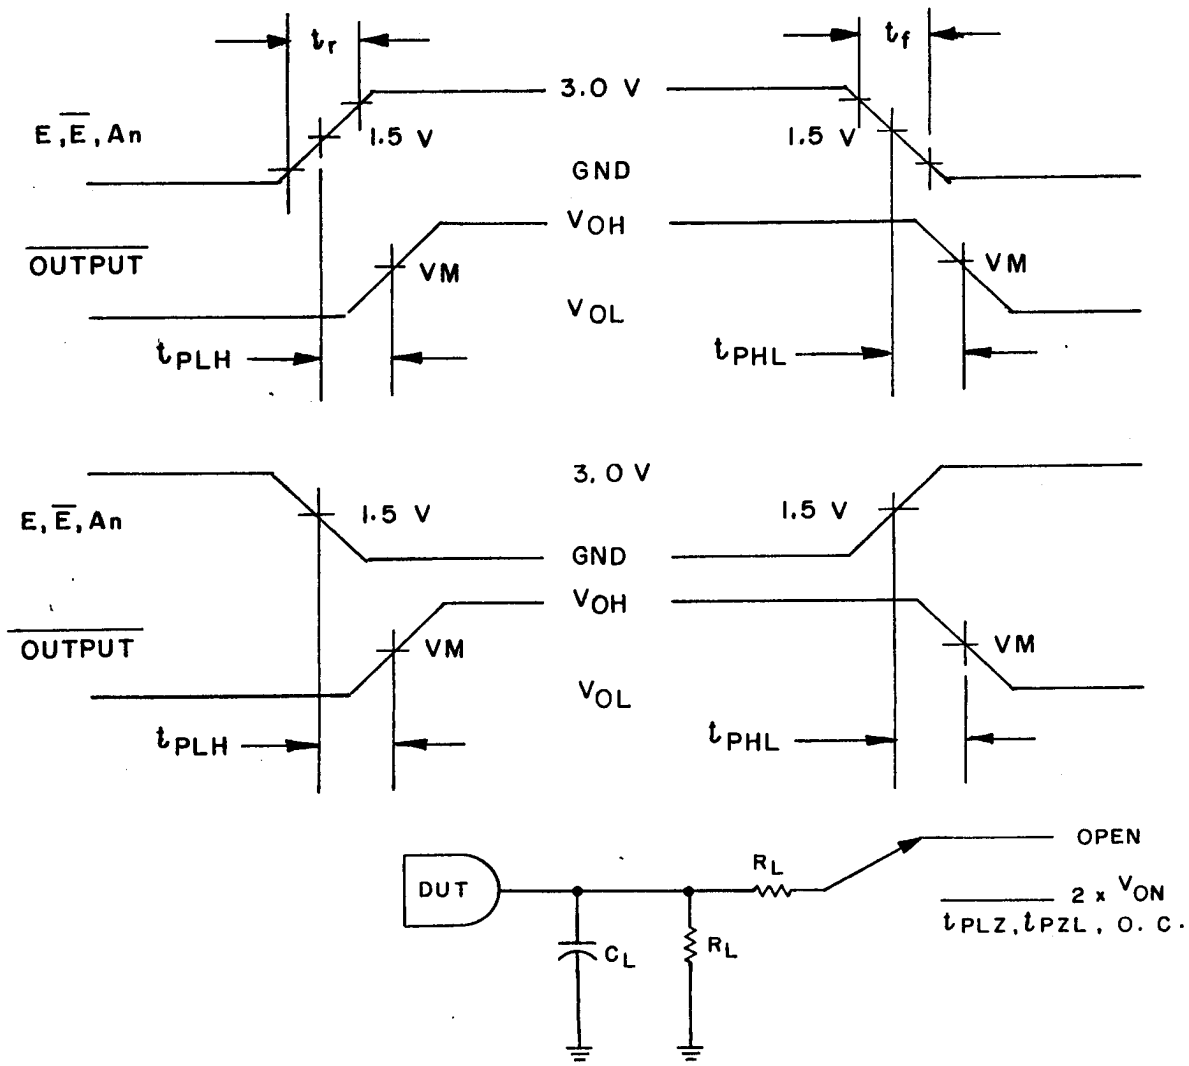 tr
tf
3.0 V
E, E̅, An
1.5 V
1.5 V
GND
VOH
OUTPUT
VM
VM
VOL
tPLH
tPHL
3.0 V
E, E̅, An
1.5 V
1.5 V
GND
VOH
OUTPUT
VM
VM
VOL
tPLH
tPHL
OPEN
RL
DUT
2 x VON
tPLZ, tPZL, O. C.
CL
RL